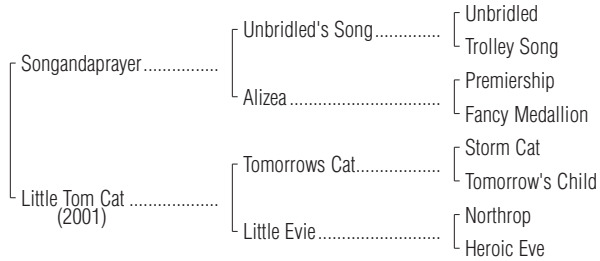 Unbridled
Unbridled's Song..............
Trolley Song
Songandaprayer................
Premiership
Alizea................................
Fancy Medallion
Storm Cat
Tomorrows Cat..................
Tomorrow's Child
Little Tom Cat ...................
(2001)
Northrop
Little Evie..........................
Heroic Eve